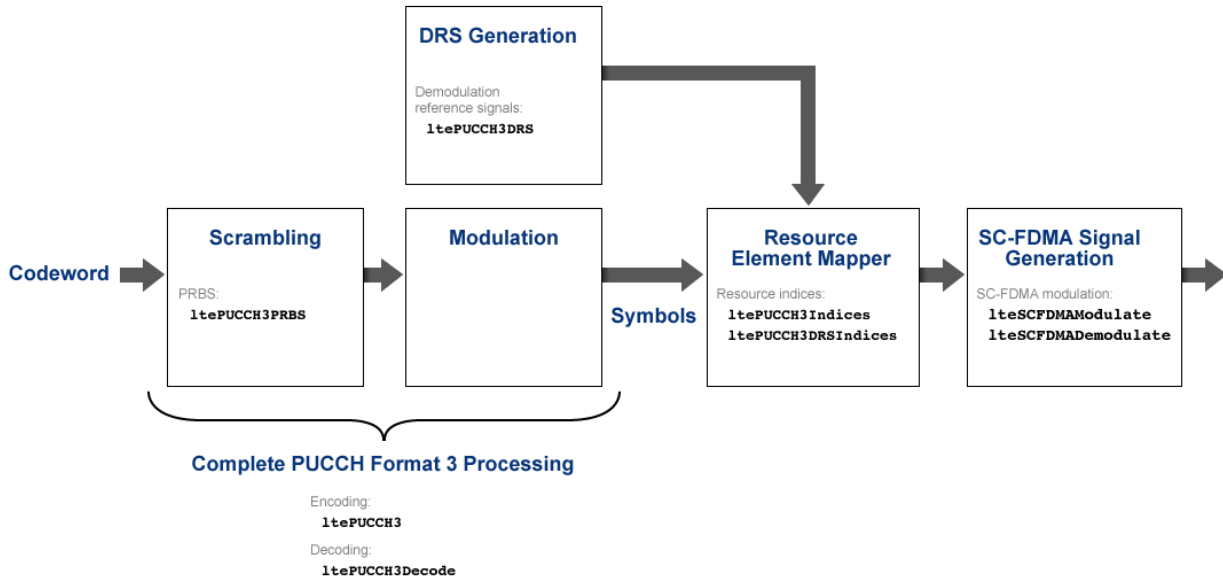 DRS Generation
Demodulation
reference signals:
ltePUCCH3DRS
Codeword
Scrambling
PRBS:
ltePUCCH3PRBS
Modulation
Symbols
Resource
Element Mapper
Resource indices:
ltePUCCH3Indices
ltePUCCH3DRSIndices
SC-FDMA Signal
Generation
SC-FDMA modulation:
lteSCFDMAModulate
lteSCFDMADemodulate
Complete PUCCH Format 3 Processing
Encoding:
ltePUCCH3
Decoding:
ltePUCCH3Decode